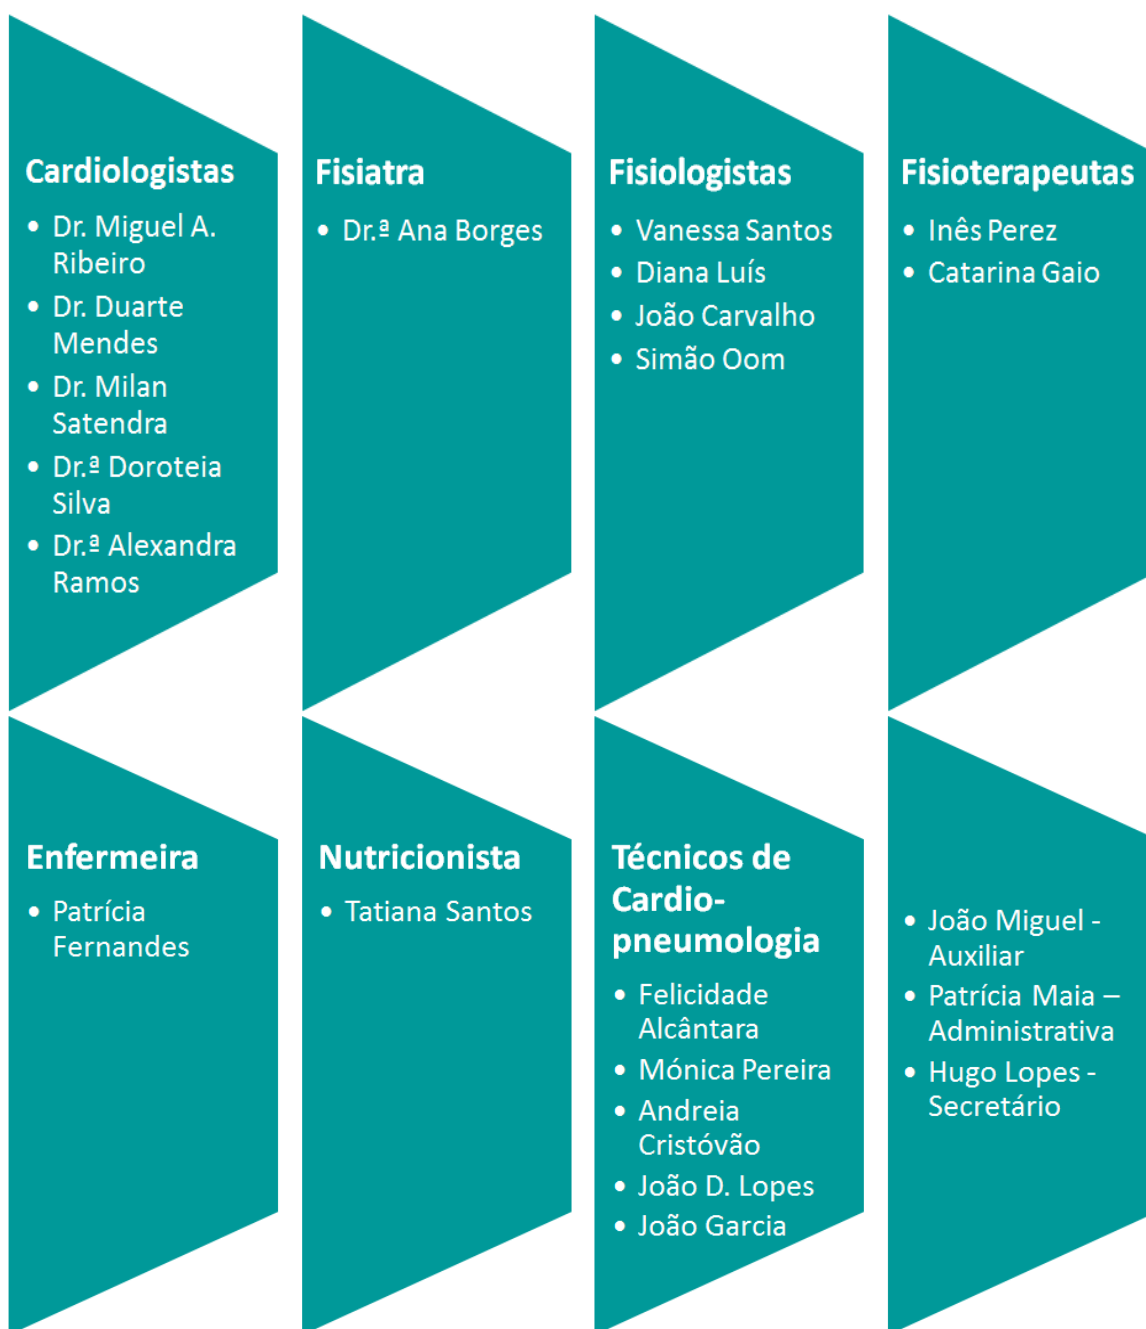 Cardiologistas
• Dr. Miguel A.
Ribeiro
• Dr. Duarte
Mendes
• Dr. Milan
Satendra
• Dr.ª Doroteia
Silva
• Dr.ª Alexandra
Ramos
Fisiatra
• Dr.ª Ana Borges
Fisiologistas
• Vanessa Santos
• Diana Luís
• João Carvalho
• Simão Oom
Fisioterapeutas
• Inês Perez
• Catarina Gaio
Enfermeira
• Patrícia
Fernandes
Nutricionista
• Tatiana Santos
Técnicos de
Cardio-
pneumologia
• Felicidade
Alcântara
• Mónica Pereira
• Andreia
Cristóvão
• João D. Lopes
• João Garcia
• João Miguel -
Auxiliar
• Patrícia Maia –
Administrativa
• Hugo Lopes -
Secretário